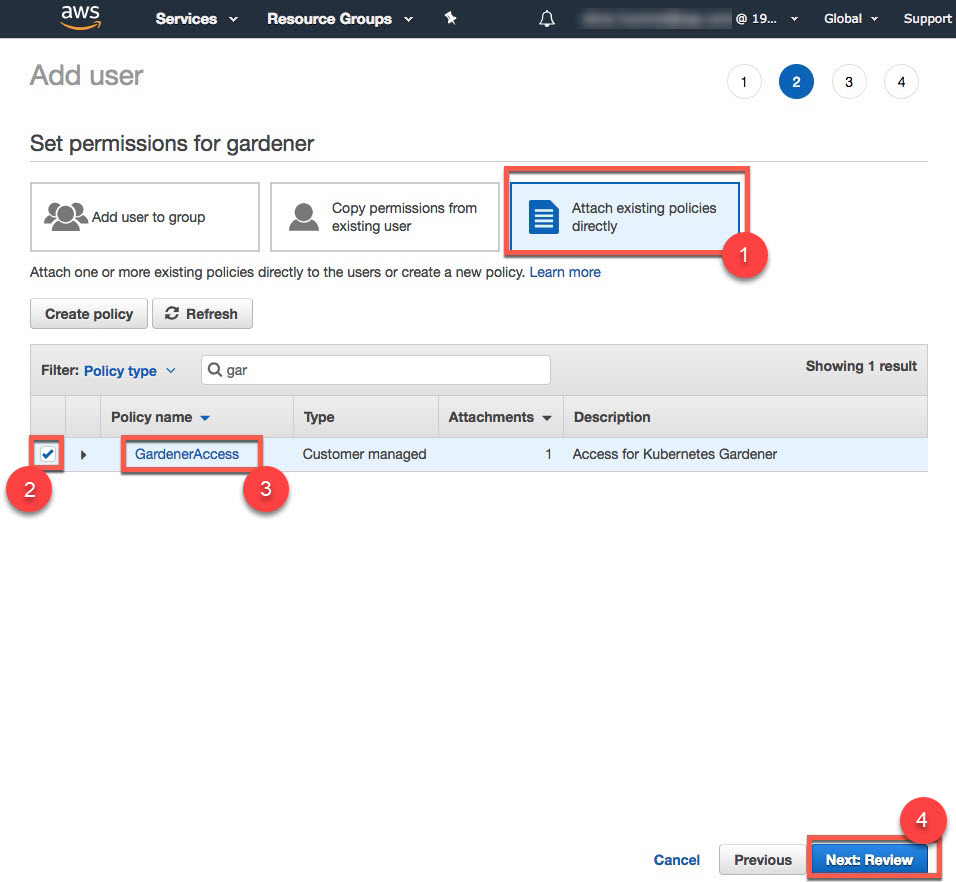 aws
Services
Resource Groups
@ 19...
Global
Support
Add user
1
2
3
4
Set permissions for gardener
Add user to group
Copy permissions from
existing user
Attach existing policies
directly
1
Attach one or more existing policies directly to the users or create a new policy. Learn more
Create policy
Refresh
Filter: Policy type
gar
Showing 1 result
Policy name
Type
Attachments
Description
GardenerAccess
Customer managed
1
Access for Kubernetes Gardener
2
3
4
Cancel
Previous
Next: Review